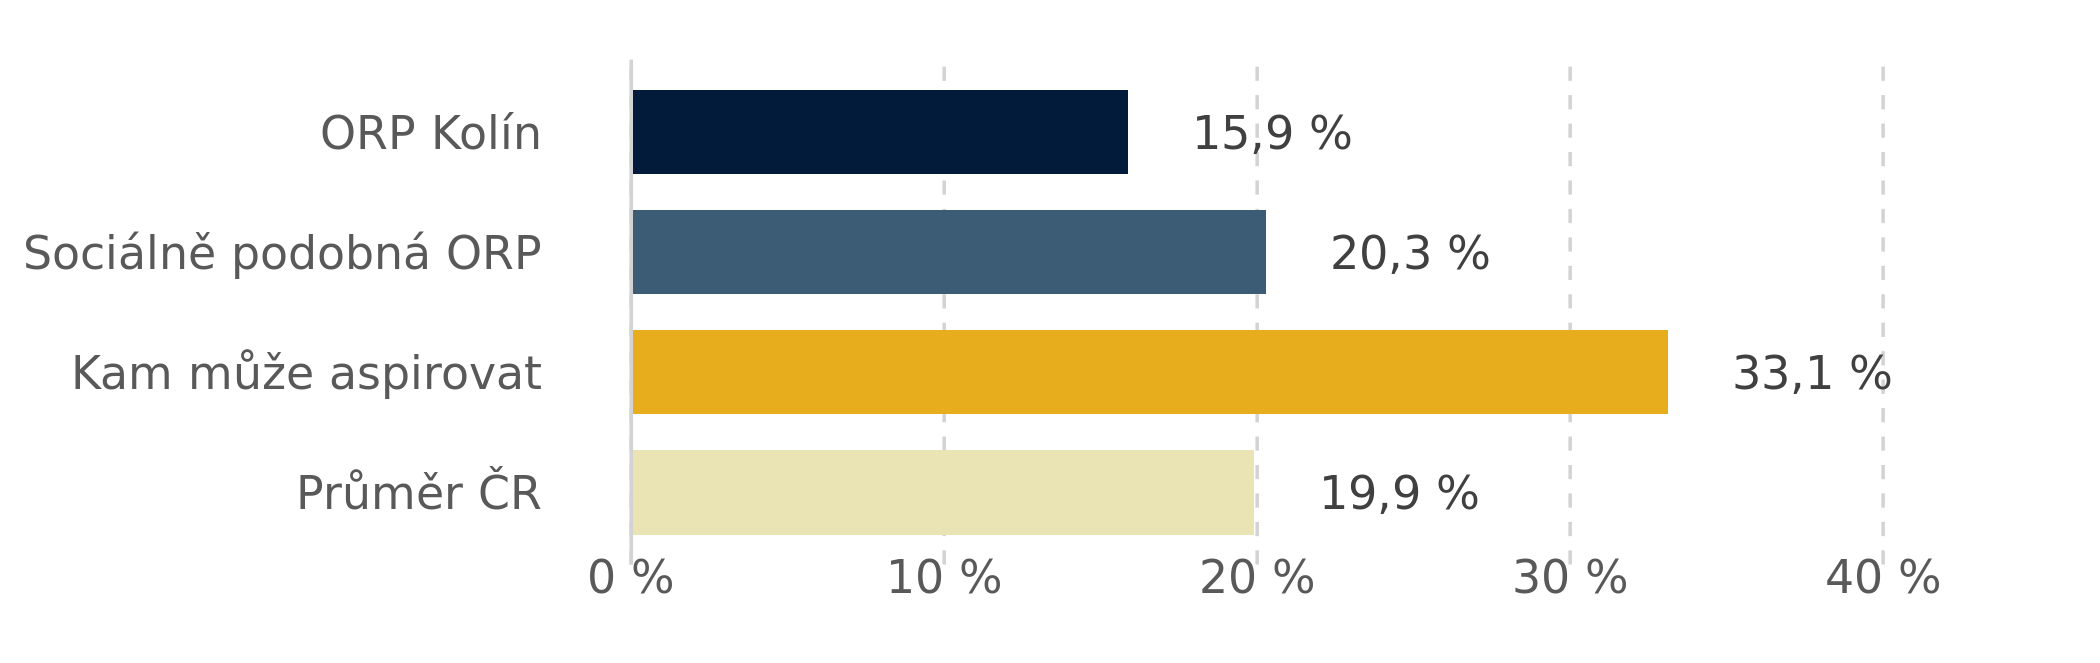 ORP Kolín 15,9 %
Sociálně podobná ORP 20,3 %
Kam může aspirovat 33,1 %
Průměr ČR 19,9 %
0 % 10 % 20 % 30 % 40 %